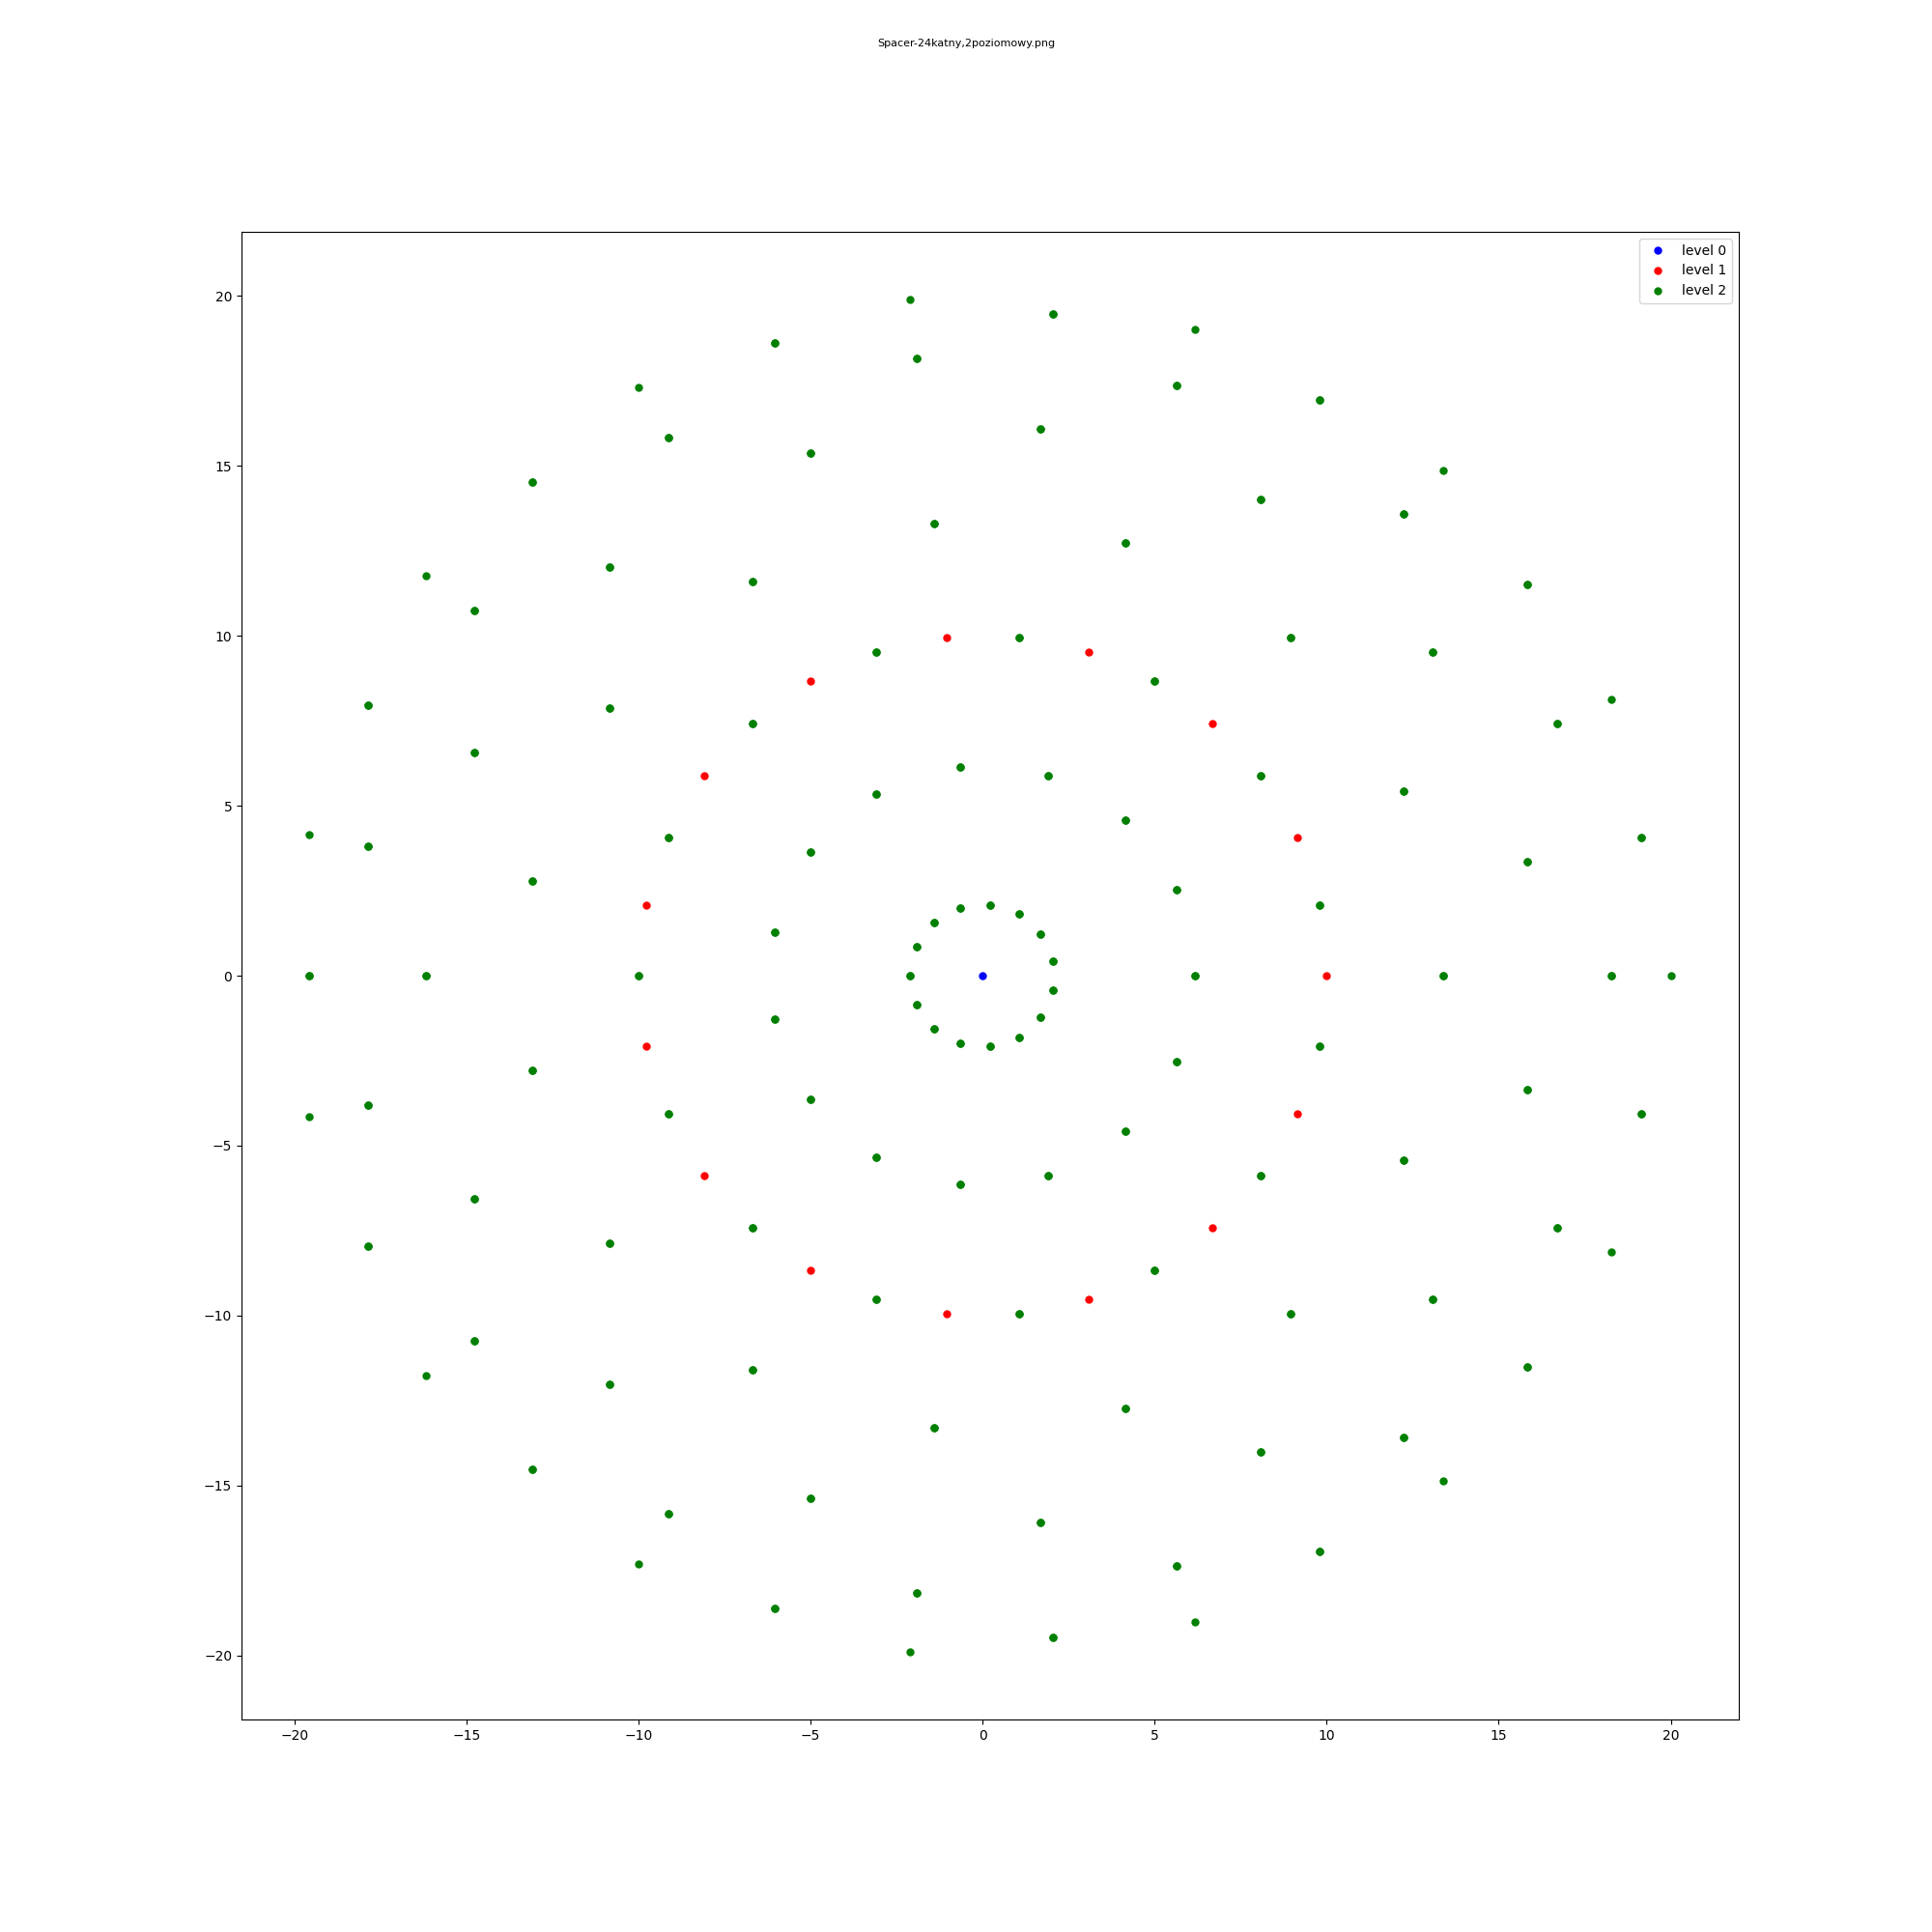 Spacer-24katny,2poziomowy.png
level 0
level 1
level 2
20
15
10
5
0
−5
−10
−15
−20
−20 −15 −10 −5 0 5 10 15 20